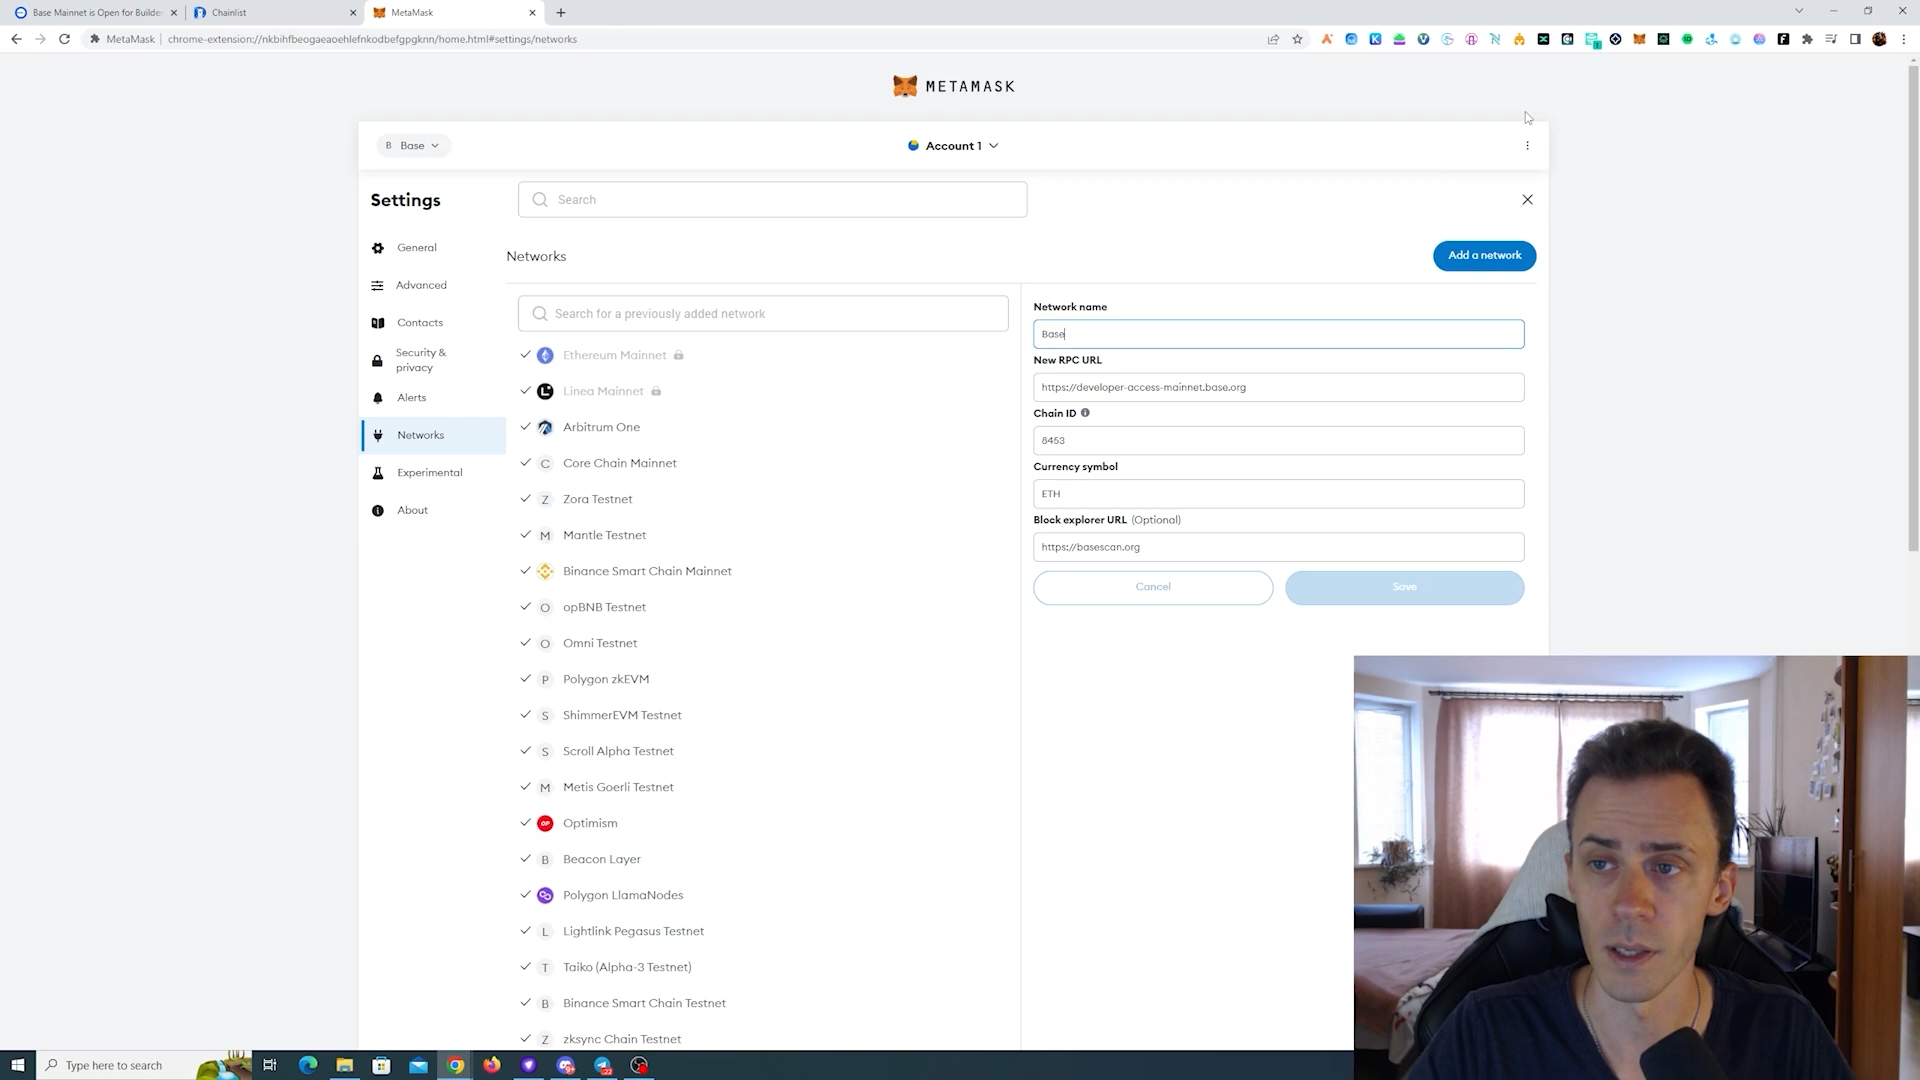 Base Mainnet is Open for Builder
Chainlist
MetaMask
MetaMask
chrome-extension://nkbihfbeogaeaoehlefnkodbefgpgknn/home.html#settings/networks
METAMASK
B Base
Account 1
Settings
Search
General
Advanced
Contacts
Security &
privacy
Alerts
Networks
Experimental
About
Networks
Add a network
Search for a previously added network
Ethereum Mainnet
Linea Mainnet
Arbitrum One
C Core Chain Mainnet
Z Zora Testnet
M Mantle Testnet
Binance Smart Chain Mainnet
O opBNB Testnet
O Omni Testnet
P Polygon zkEVM
S ShimmerEVM Testnet
S Scroll Alpha Testnet
M Metis Goerli Testnet
OP Optimism
B Beacon Layer
Polygon LlamaNodes
L Lightlink Pegasus Testnet
T Taiko (Alpha-3 Testnet)
B Binance Smart Chain Testnet
Z zksync Chain Testnet
Network name
Base
New RPC URL
https://developer-access-mainnet.base.org
Chain ID
8453
Currency symbol
ETH
Block explorer URL (Optional)
https://basescan.org
Cancel
Save
Type here to search